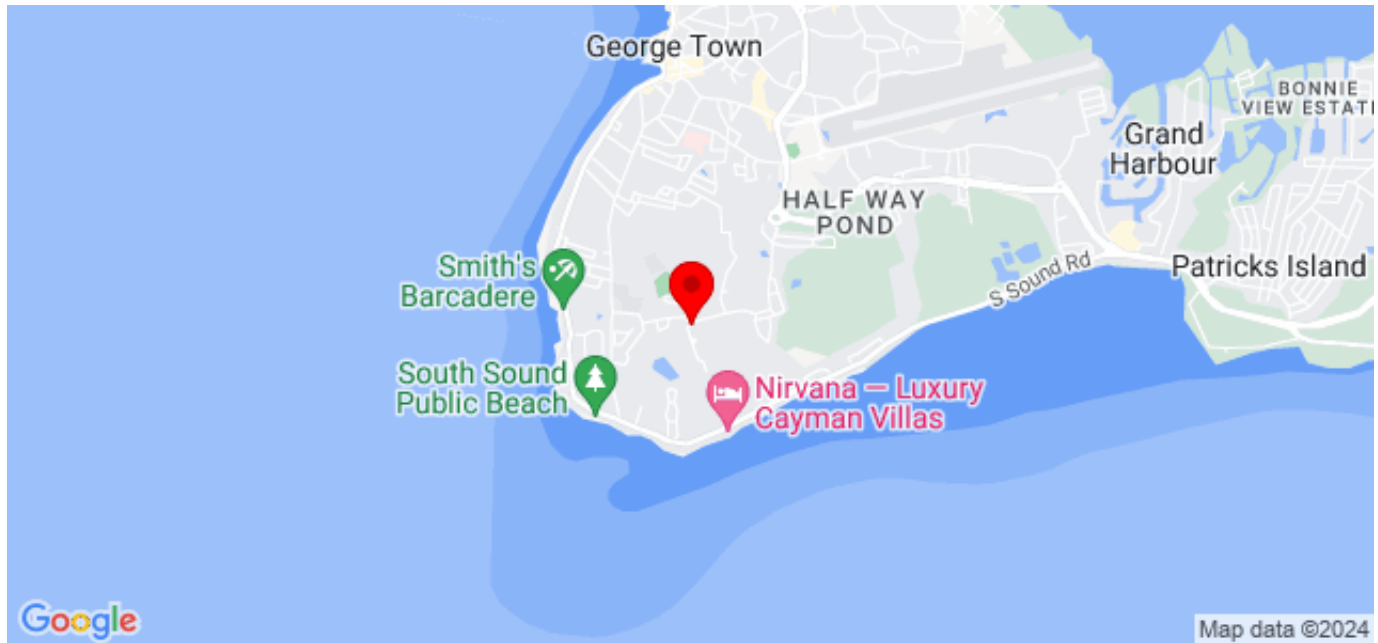 George Town
BONNIE
VIEW ESTATE
Grand
Harbour
HALF WAY
POND
Smith's
Barcadere
S Sound Rd
Patricks Island
South Sound
Public Beach
Nirvana — Luxury
Cayman Villas
Google
Map data ©2024